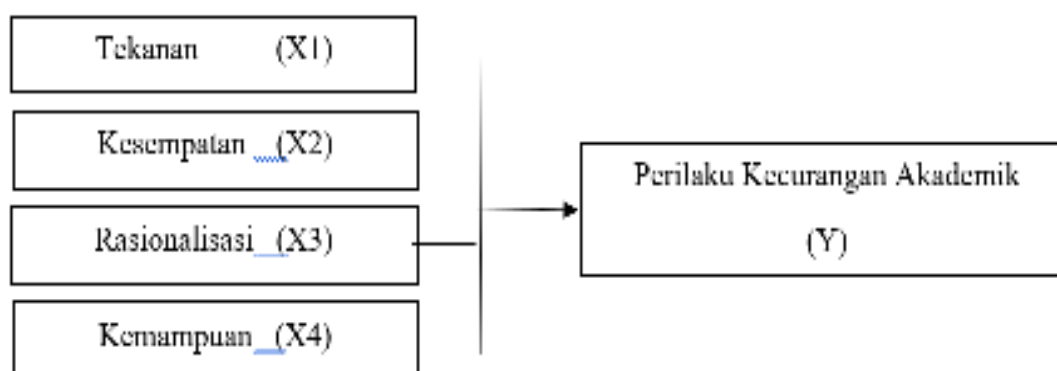 Tekanan (X1)
Kesempatan (X2)
Rasionalisasi (X3)
Kemampuan (X4)
Perilaku Kecurangan Akademik
(Y)